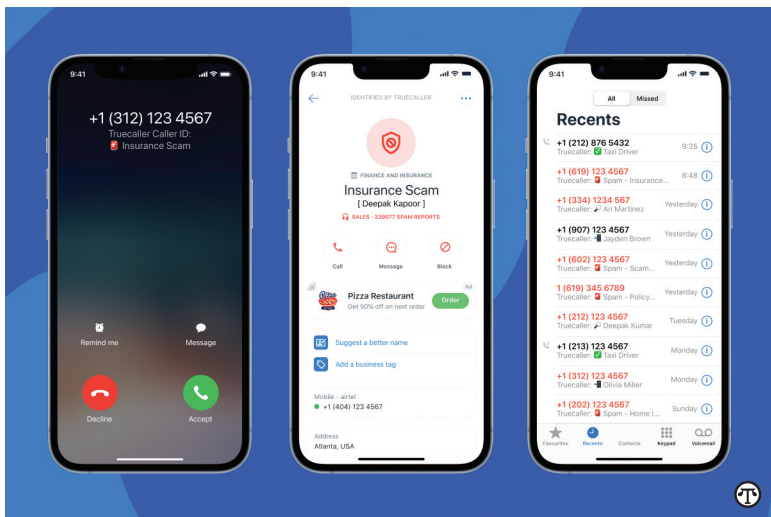 9:41
+1 (312) 123 4567
Truecaller Caller ID:
Insurance Scam
Remind me
Message
Decline
Accept
9:41
IDENTIFIED BY TRUECALLER
FINANCE AND INSURANCE
Insurance Scam
[ Deepak Kapoor ]
SALES - 339077 SPAM REPORTS
Call
Message
Block
Ad
Pizza Restaurant
Get 50% off on next order
Order
Suggest a better name
Add a business tag
Mobile - airtel
+1 (404) 123 4567
Address
Atlanta, USA
9:41
All
Missed
Recents
+1 (212) 876 5432
Truecaller: Taxi Driver
9:25
+1 (619) 123 4567
Truecaller: Spam - Insurance...
8:48
+1 (334) 1234 567
Truecaller: Ari Martinez
Yesterday
+1 (907) 123 4567
Truecaller: Jayden Brown
Yesterday
+1 (602) 123 4567
Truecaller: Spam - Scam...
Yesterday
1 (619) 345 6789
Truecaller: Spam - Policy...
Yesterday
+1 (212) 123 4567
Truecaller: Deepak Kumar
Tuesday
+1 (213) 123 4567
Truecaller: Taxi Driver
Monday
+1 (312) 123 4567
Truecaller: Olivia Miller
Monday
+1 (202) 123 4567
Truecaller: Spam - Home I...
Sunday
Favourites
Recents
Contacts
Keypad
Voicemail